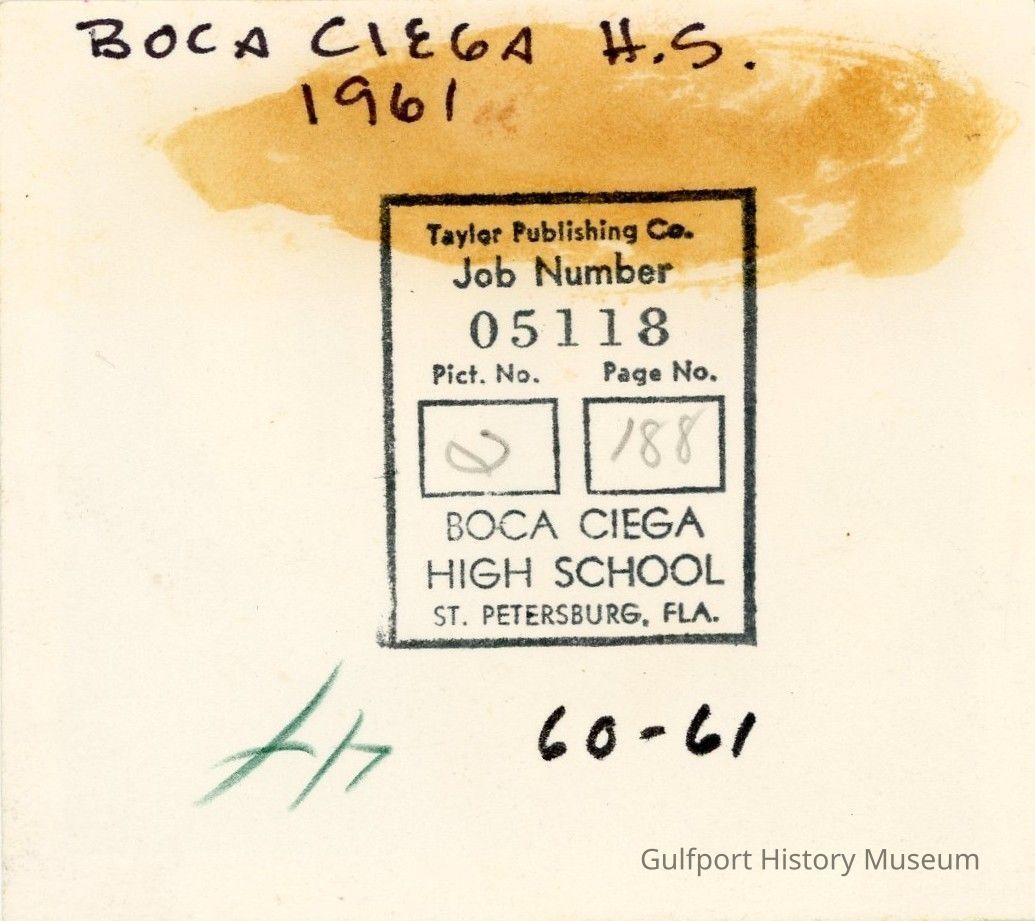 BOCA CIEGA H.S.
1961
Taylor Publishing Co.
Job Number
05118
Pict. No. Page No.
188
BOCA CIEGA
HIGH SCHOOL
ST. PETERSBURG, FLA.
60-61
Gulfport History Museum